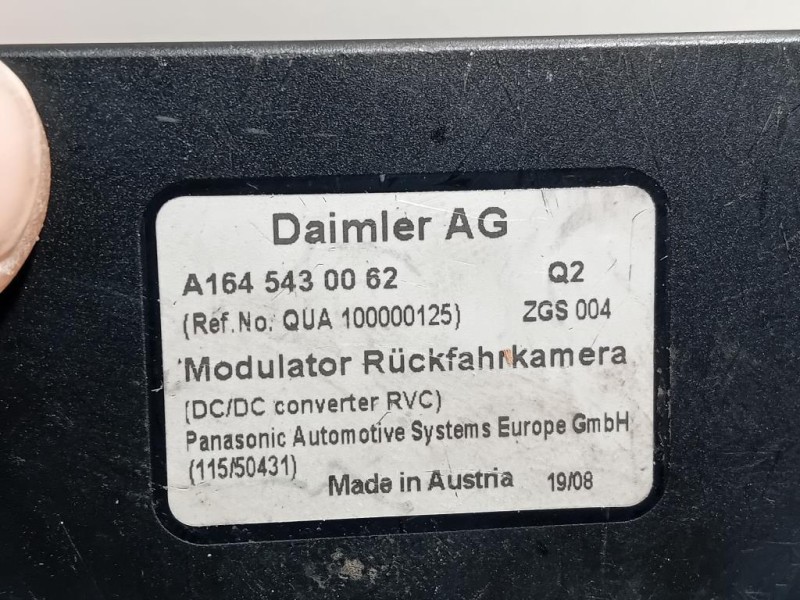 Daimler AG
A164 543 00 62 Q2
(Ref.No. QUA 100000125) ZGS 004
Modulator Rückfahrkamera
(DC/DC converter RVC)
Panasonic Automotive Systems Europe GmbH
(115/50431)
Made in Austria 19/08